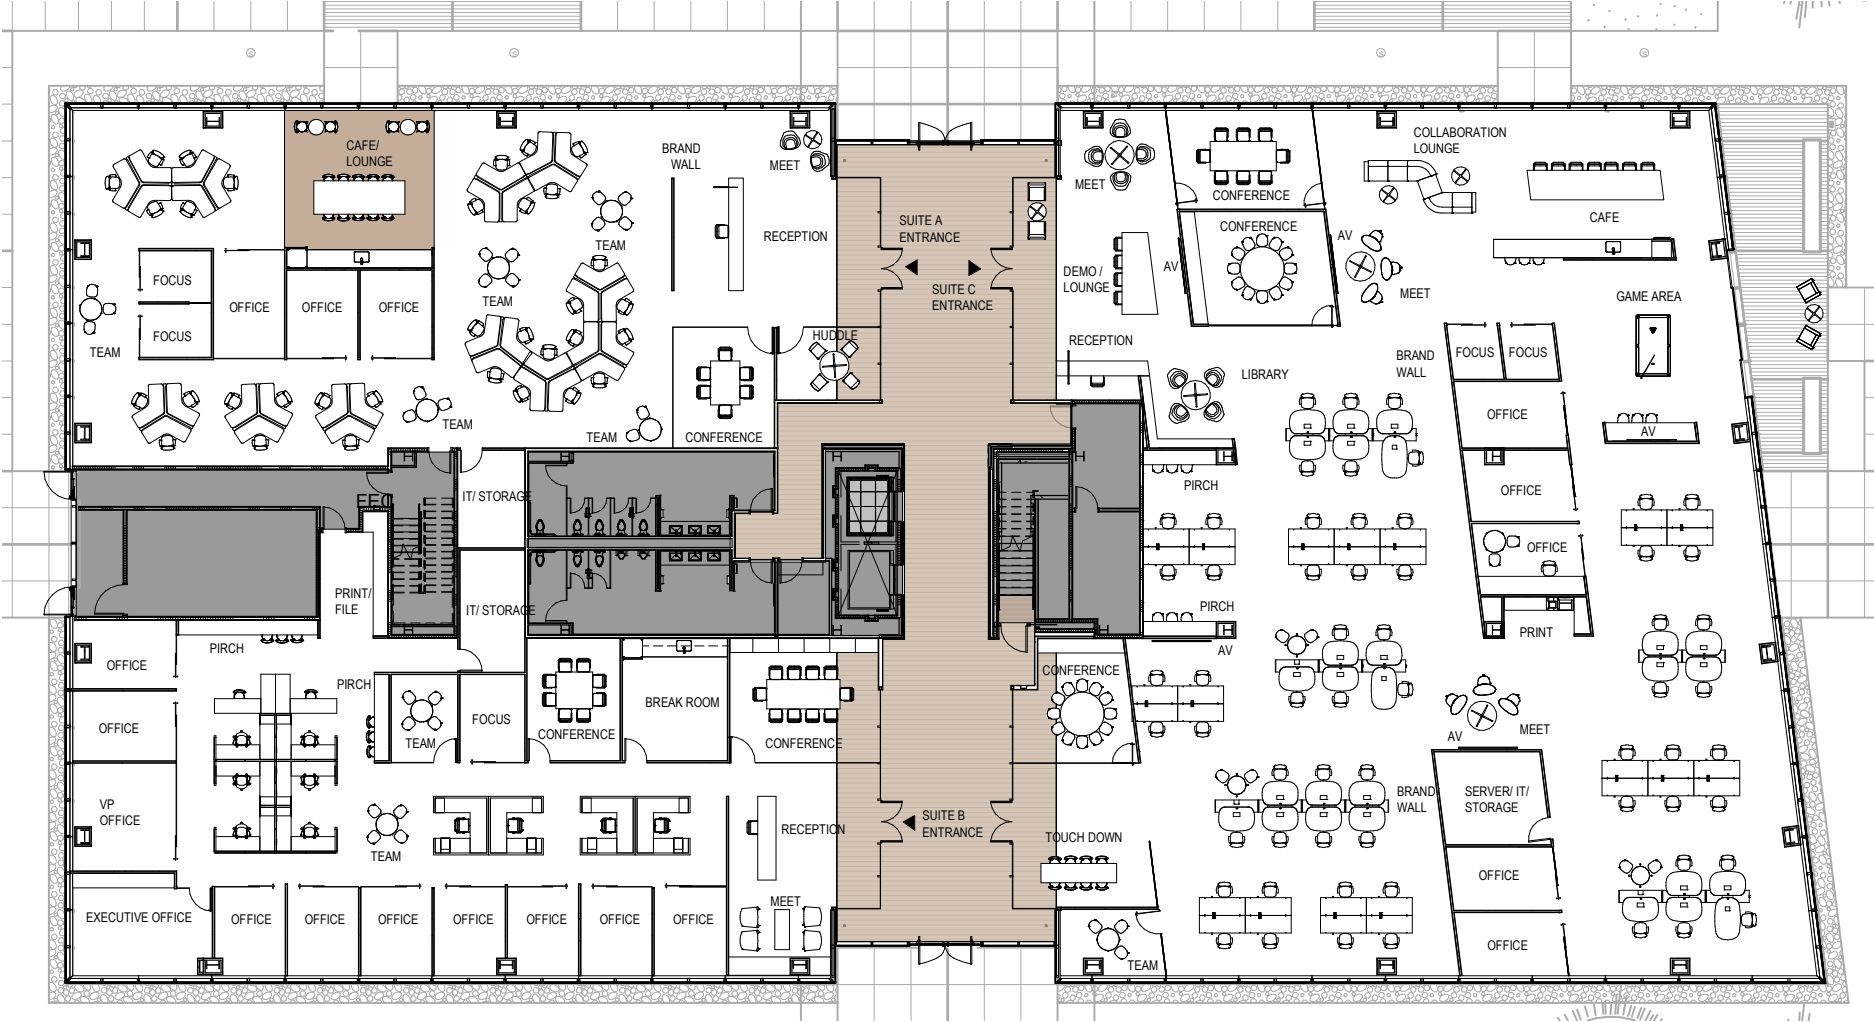 CAFE/
LOUNGE
BRAND
WALL
MEET
RECEPTION
TEAM
TEAM
FOCUS
FOCUS
OFFICE
OFFICE
OFFICE
TEAM
TEAM
TEAM
HUDDLE
CONFERENCE
SUITE A
ENTRANCE
SUITE C
ENTRANCE
MEET
CONFERENCE
CONFERENCE
COLLABORATION
LOUNGE
CAFE
AV
AV
DEMO /
LOUNGE
MEET
GAME AREA
RECEPTION
LIBRARY
BRAND
WALL
FOCUS
FOCUS
OFFICE
AV
OFFICE
OFFICE
PRINT
PIRCH
PIRCH
AV
IT/ STORAGE
IT/ STORAGE
PRINT/
FILE
OFFICE
PIRCH
PIRCH
OFFICE
TEAM
FOCUS
CONFERENCE
BREAK ROOM
CONFERENCE
CONFERENCE
AV
MEET
VP
OFFICE
TEAM
RECEPTION
SUITE B
ENTRANCE
TOUCH DOWN
BRAND
WALL
SERVER/ IT/
STORAGE
OFFICE
EXECUTIVE OFFICE
OFFICE
OFFICE
OFFICE
OFFICE
OFFICE
OFFICE
OFFICE
MEET
TEAM
OFFICE